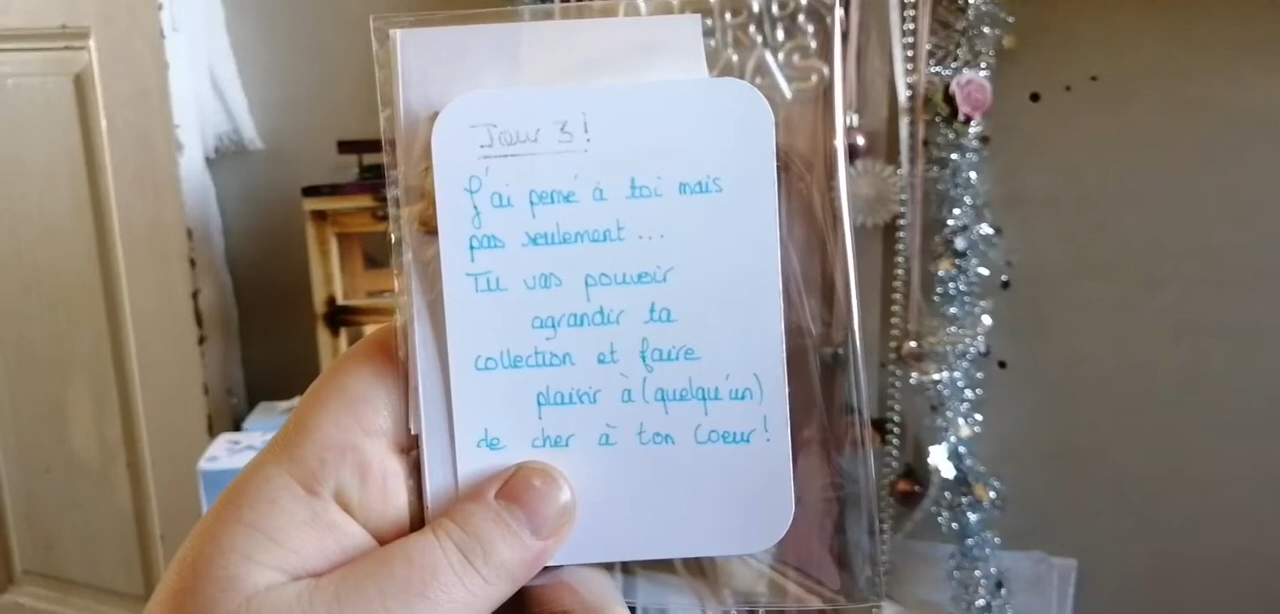 Jour 3!
J'ai pensé à toi mais
pas seulement...
Tu vas pouvoir
agrandir ta
collection et faire
plaisir à (quelqu'un)
de cher à ton coeur!